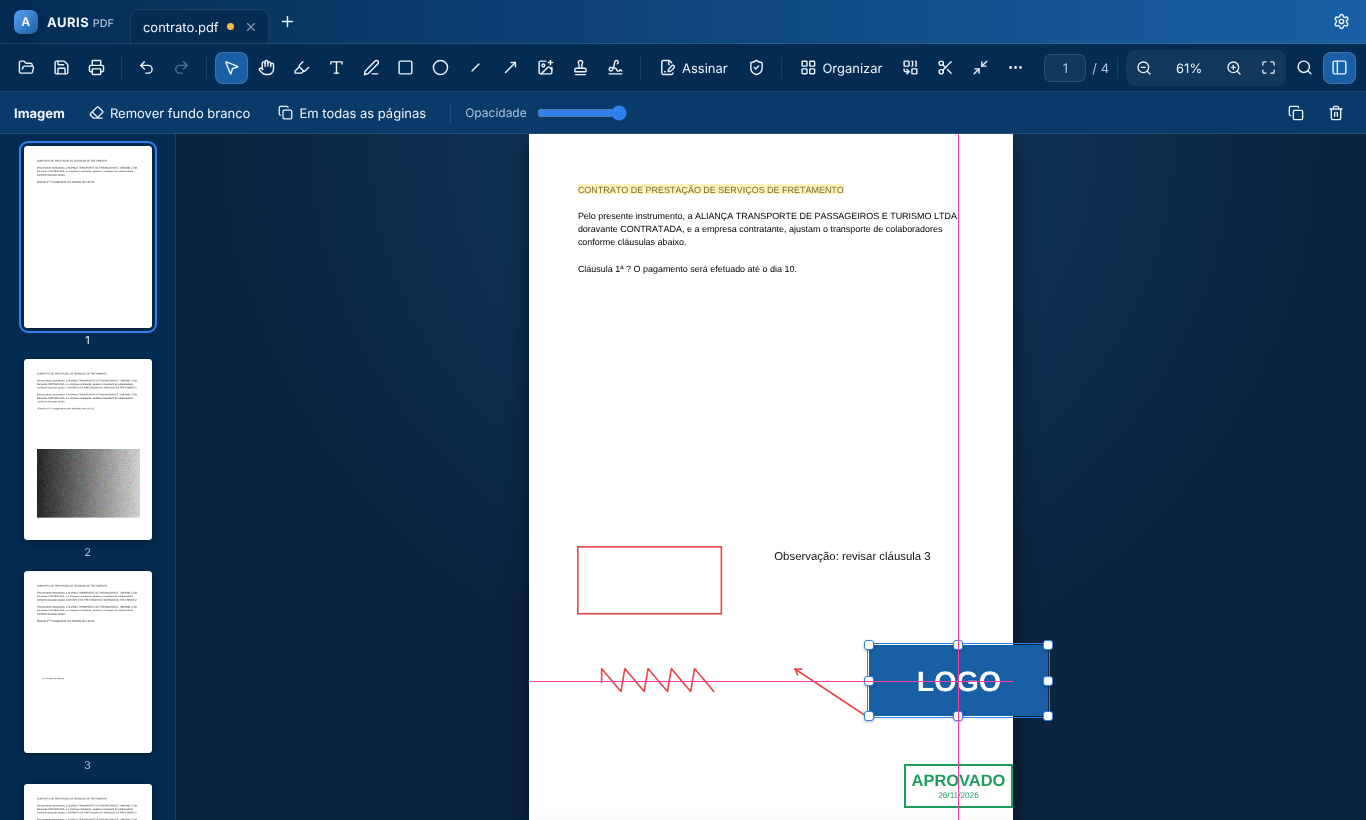 A AURIS PDF contrato.pdf
Assinar Organizar 1 / 4 61%
Imagem Remover fundo branco Em todas as páginas Opacidade
1
2
3
CONTRATO DE PRESTAÇÃO DE SERVIÇOS DE FRETAMENTO
Pelo presente instrumento, a ALIANÇA TRANSPORTE DE PASSAGEIROS E TURISMO LTDA
doravante CONTRATADA, e a empresa contratante, ajustam o transporte de colaboradores
conforme cláusulas abaixo.
Cláusula 1ª ? O pagamento será efetuado até o dia 10.
Observação: revisar cláusula 3
LOGO
APROVADO
26/11/2026